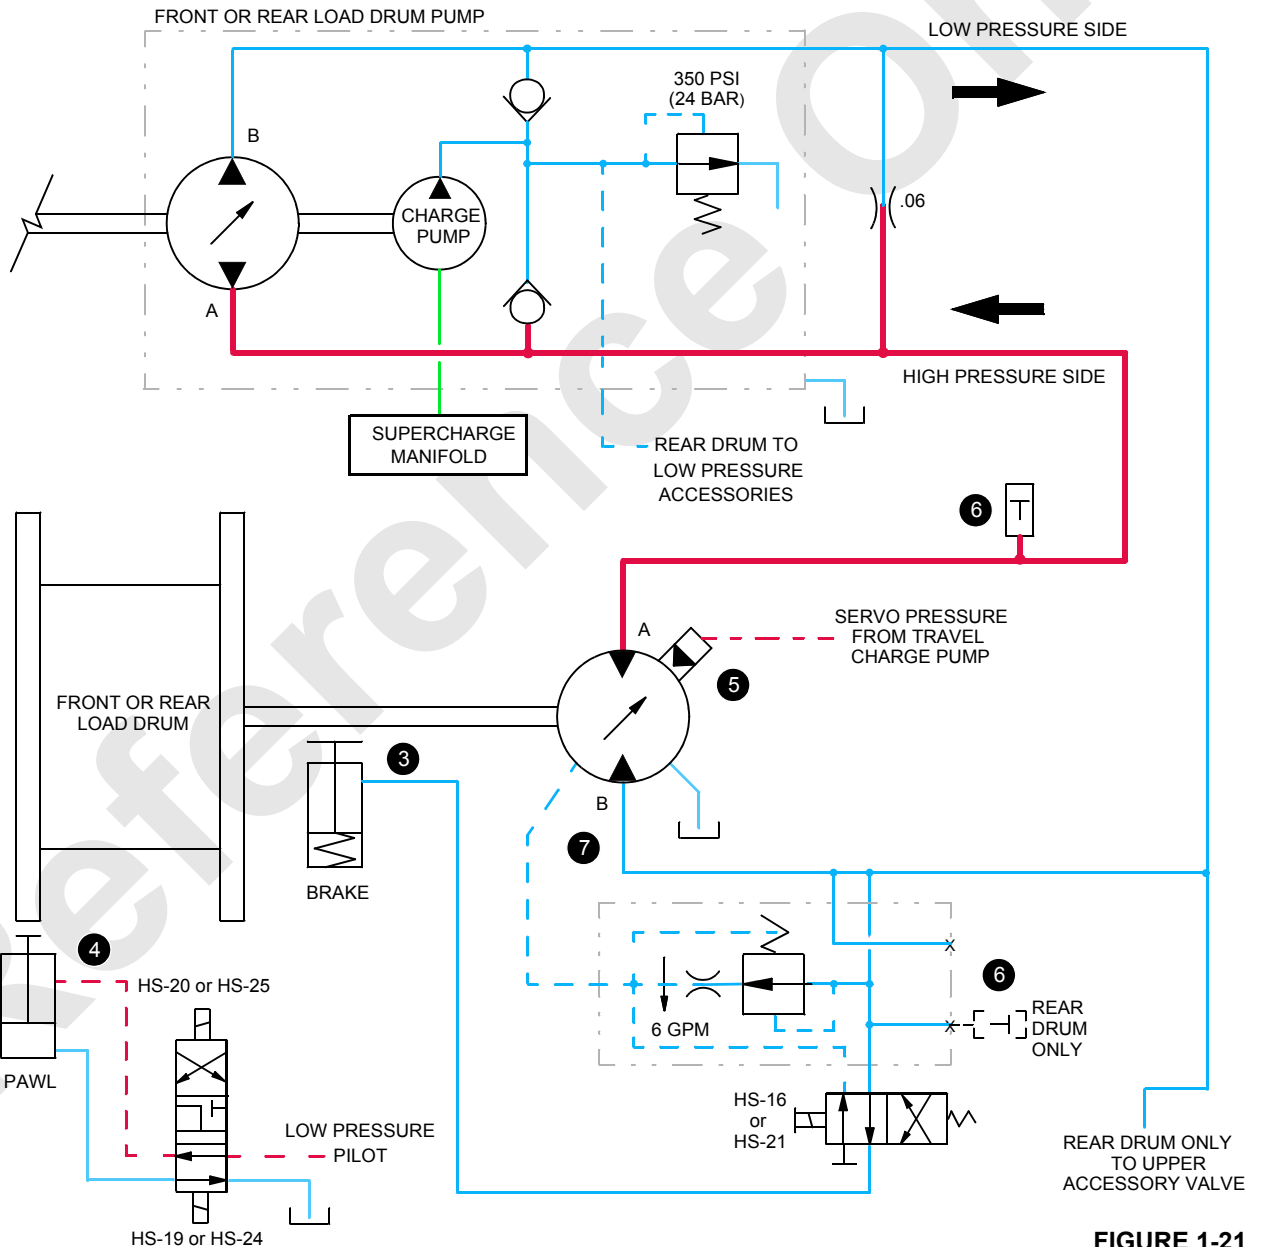 FRONT OR REAR LOAD DRUM PUMP
LOW PRESSURE SIDE
350 PSI
(24 BAR)
B
.06
CHARGE
PUMP
A
HIGH PRESSURE SIDE
SUPERCHARGE
MANIFOLD
REAR DRUM TO
LOW PRESSURE
ACCESSORIES
6
SERVO PRESSURE
FROM TRAVEL
CHARGE PUMP
A
5
FRONT OR REAR
LOAD DRUM
3
B
7
BRAKE
4
HS-20 or HS-25
6
REAR
DRUM
ONLY
6 GPM
PAWL
HS-16
or
HS-21
LOW PRESSURE
PILOT
REAR DRUM ONLY
TO UPPER
ACCESSORY VALVE
HS-19 or HS-24
FIGURE 1-21
Reference On